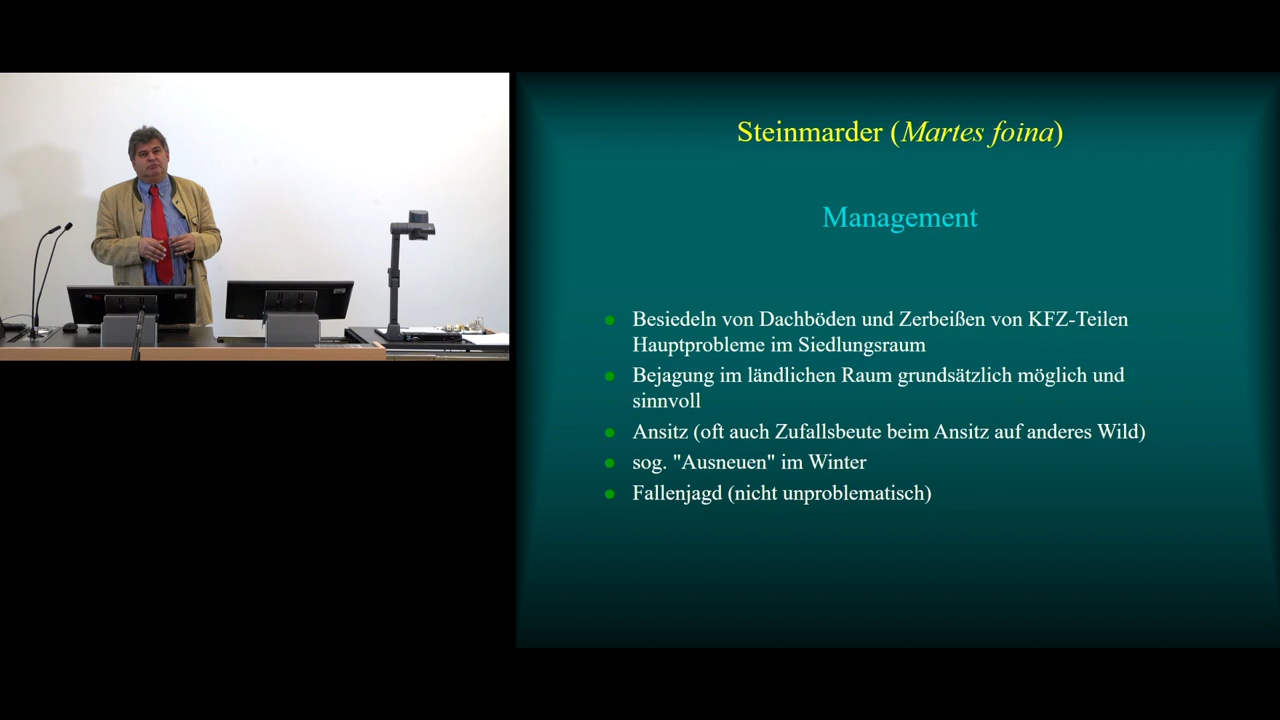 Steinmarder (Martes foina)
Management
Besiedeln von Dachböden und Zerbeißen von KFZ-Teilen
Hauptprobleme im Siedlungsraum
Bejagung im ländlichen Raum grundsätzlich möglich und
sinnvoll
Ansitz (oft auch Zufallsbeute beim Ansitz auf anderes Wild)
sog. "Ausneuen" im Winter
Fallenjagd (nicht unproblematisch)